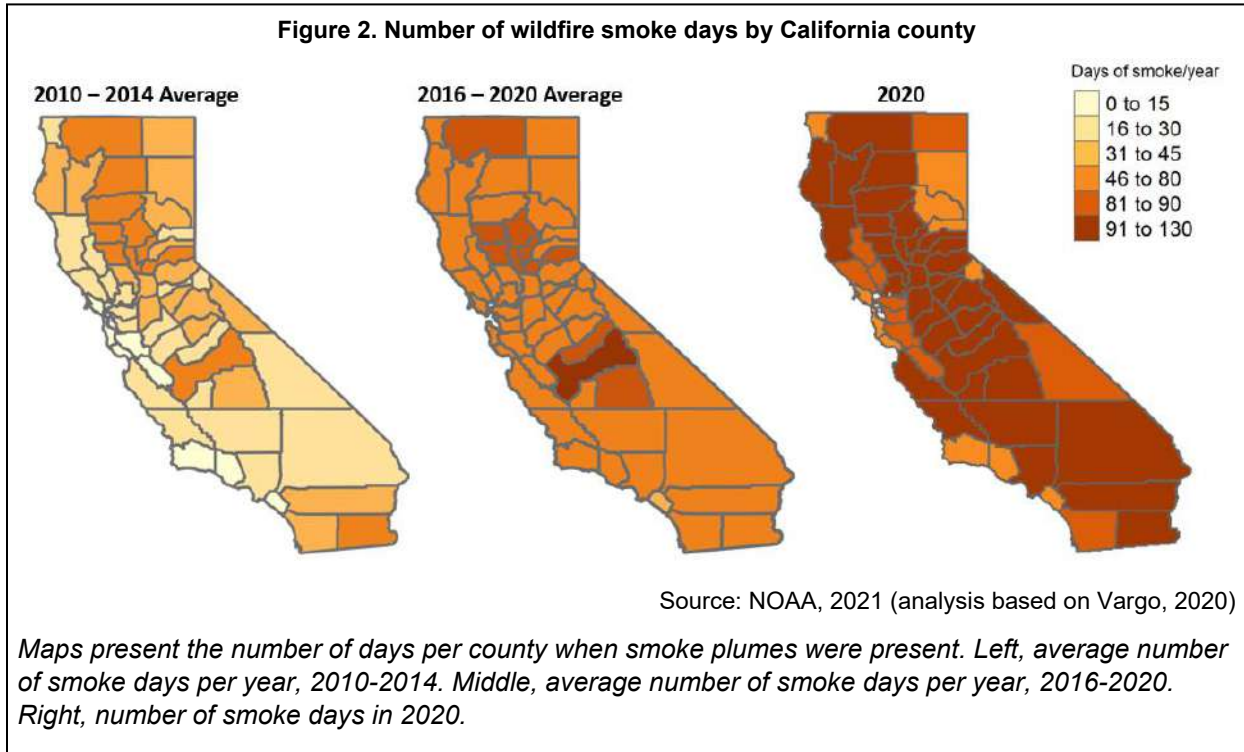 Figure 2. Number of wildfire smoke days by California county
2010 – 2014 Average
2016 – 2020 Average
2020
Days of smoke/year
0 to 15
16 to 30
31 to 45
46 to 80
81 to 90
91 to 130
Source: NOAA, 2021 (analysis based on Vargo, 2020)
Maps present the number of days per county when smoke plumes were present. Left, average number
of smoke days per year, 2010-2014. Middle, average number of smoke days per year, 2016-2020.
Right, number of smoke days in 2020.